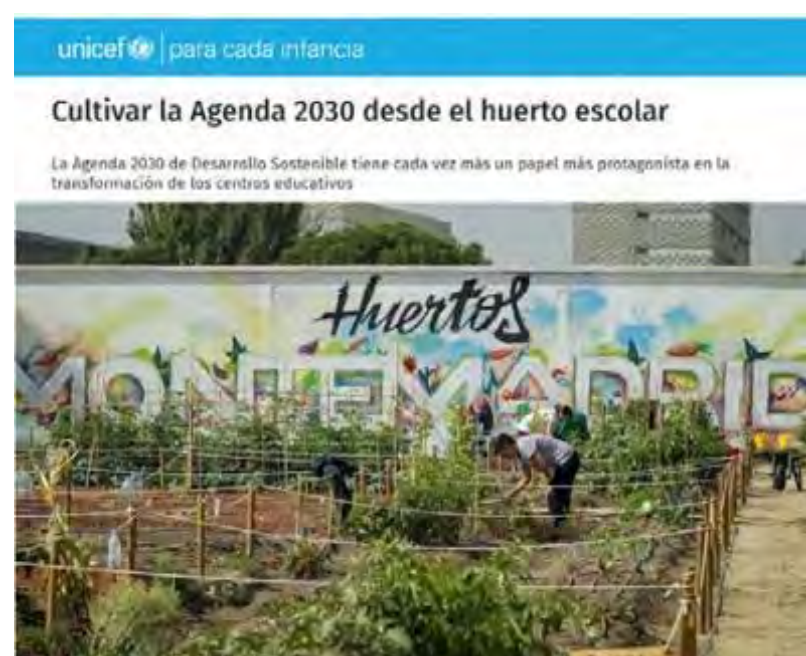 unicef para cada infancia
Cultivar la Agenda 2030 desde el huerto escolar
La Agenda 2030 de Desarrollo Sostenible tiene cada vez más un papel más protagonista en la
transformación de los centros educativos
Huertos
MONTEMADRID